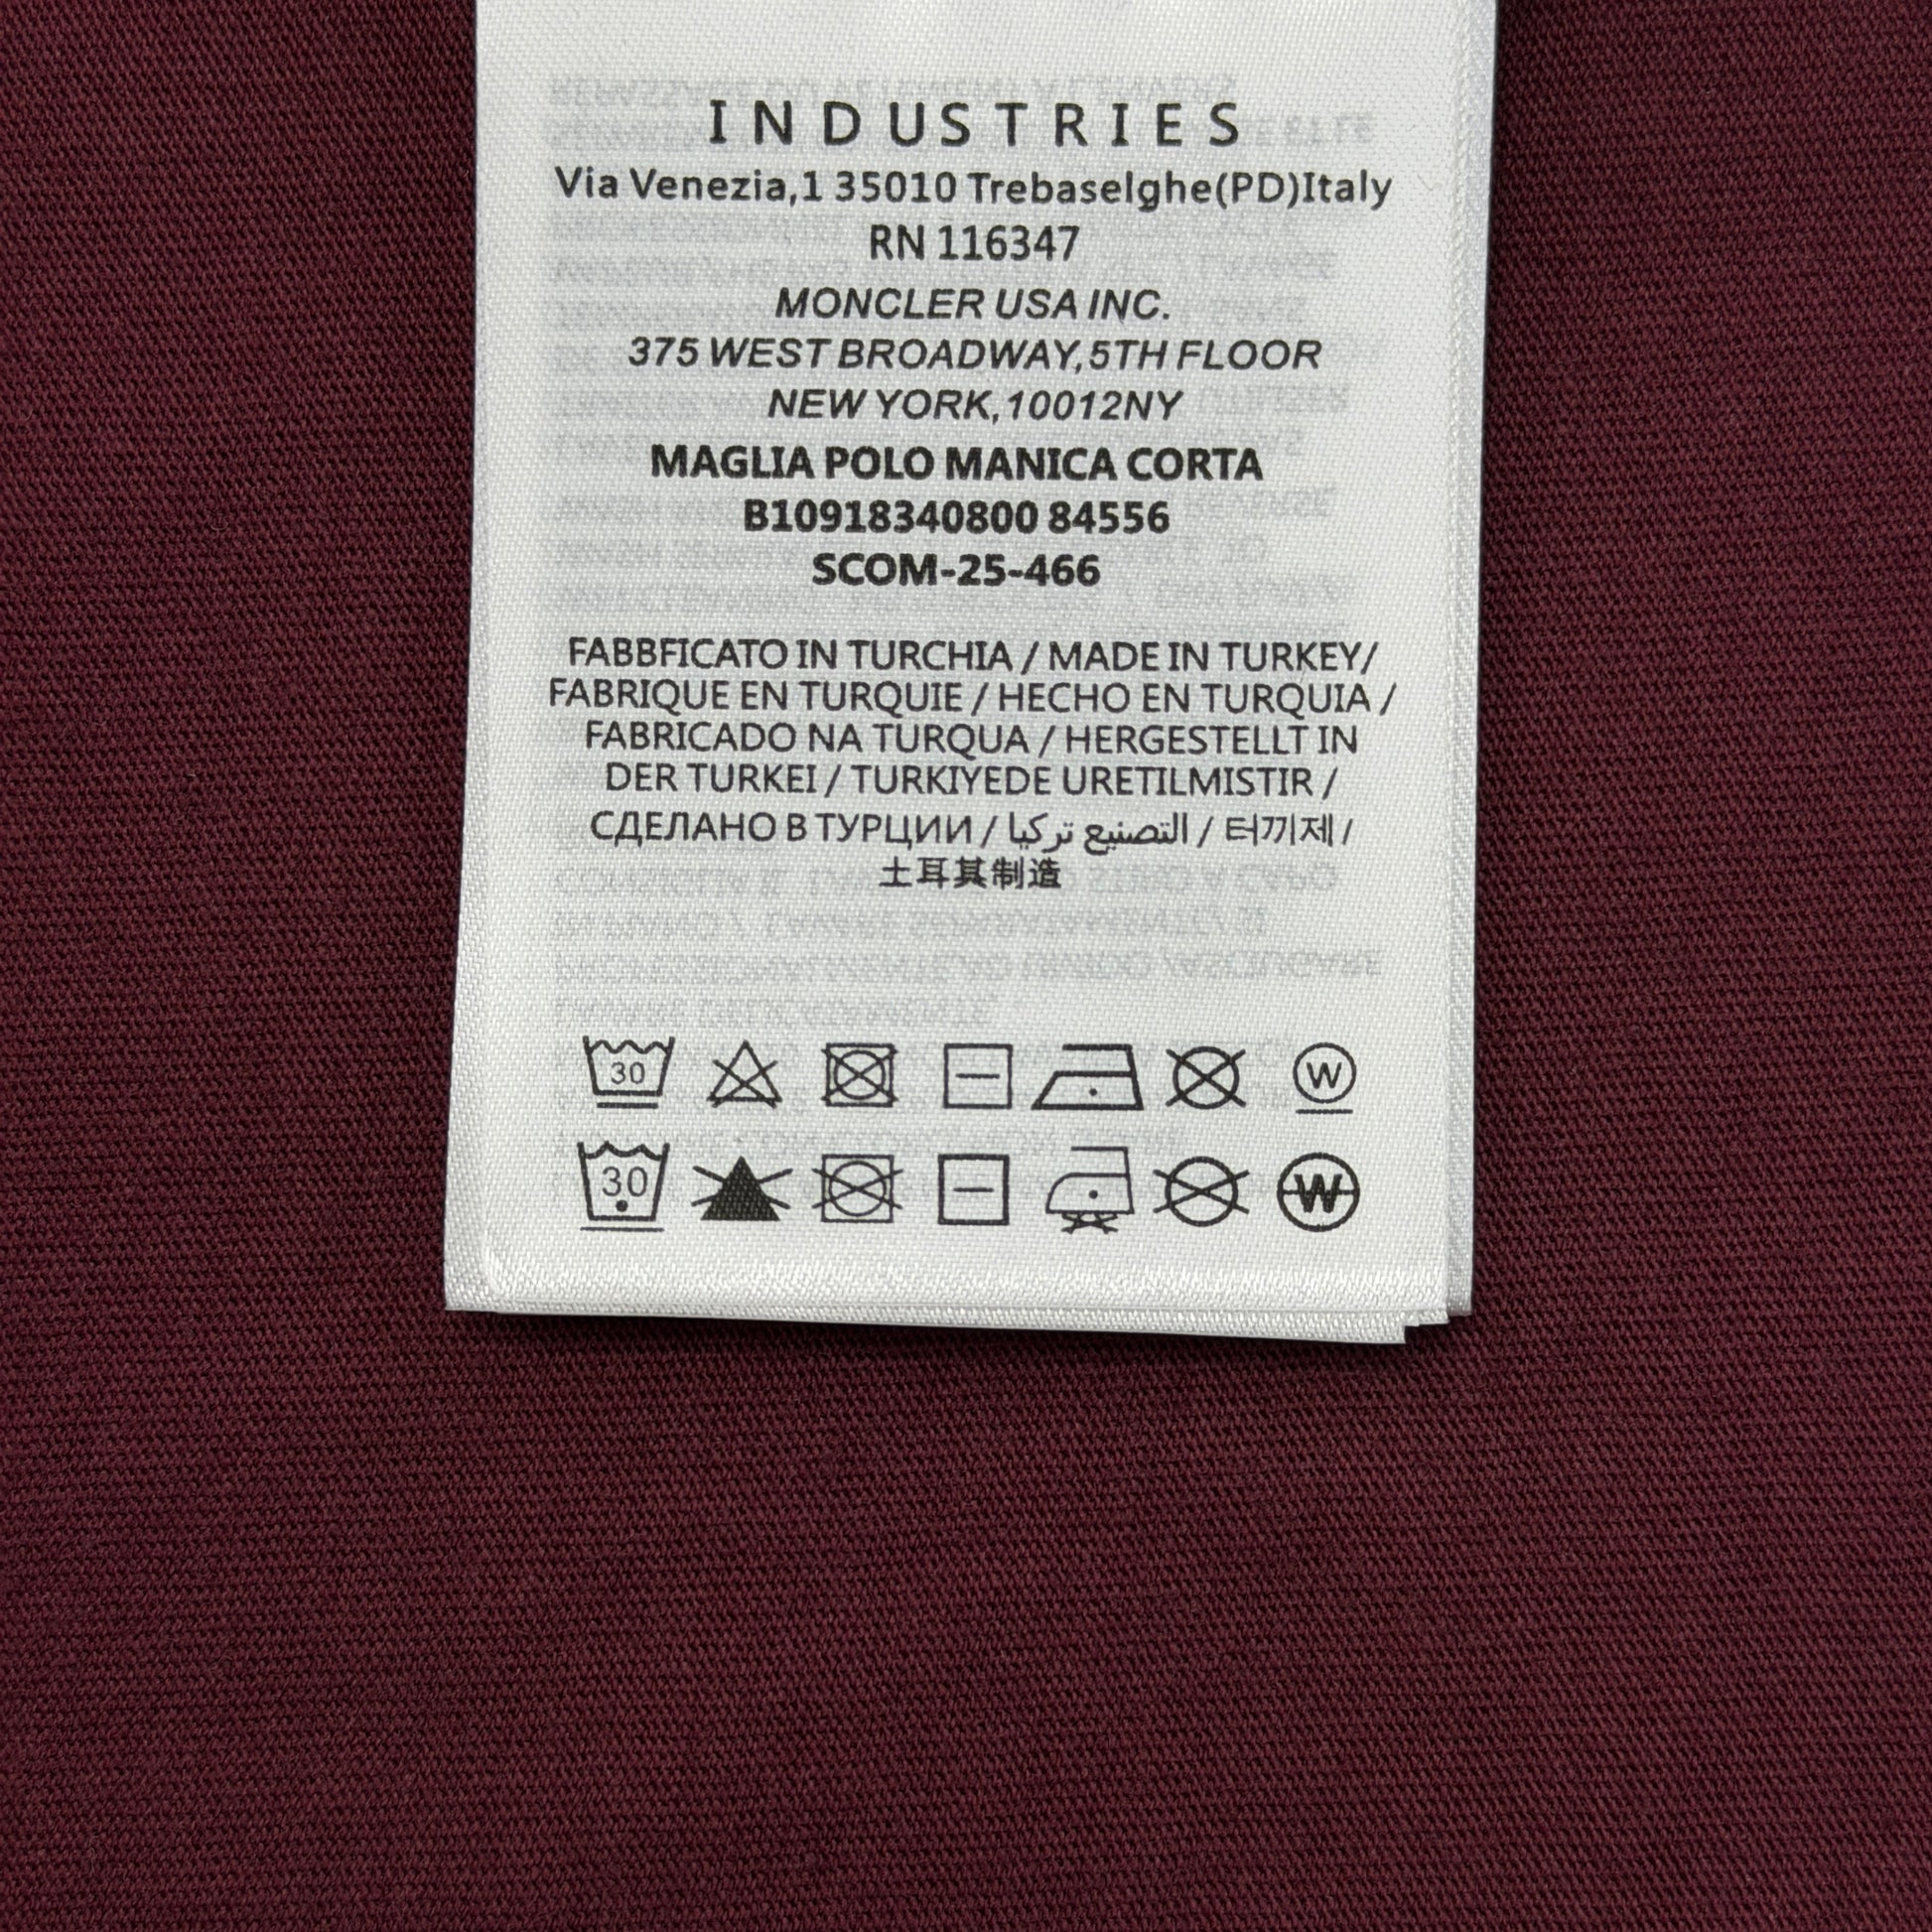 INDUSTRIES
Via Venezia,1 35010 Trebaselghe(PD)Italy
RN 116347
MONCLER USA INC.
375 WEST BROADWAY,5TH FLOOR
NEW YORK,10012NY
MAGLIA POLO MANICA CORTA
B10918340800 84556
SCOM-25-466
FABBFICATO IN TURCHIA / MADE IN TURKEY/
FABRIQUE EN TURQUIE / HECHO EN TURQUIA /
FABRICADO NA TURQUA / HERGESTELLT IN
DER TURKEI / TURKIYEDE URETILMISTIR /
СДЕЛАНО В ТУРЦИИ / التصنيع تركيا / 터끼제 /
土耳其制造
30 W
30 W